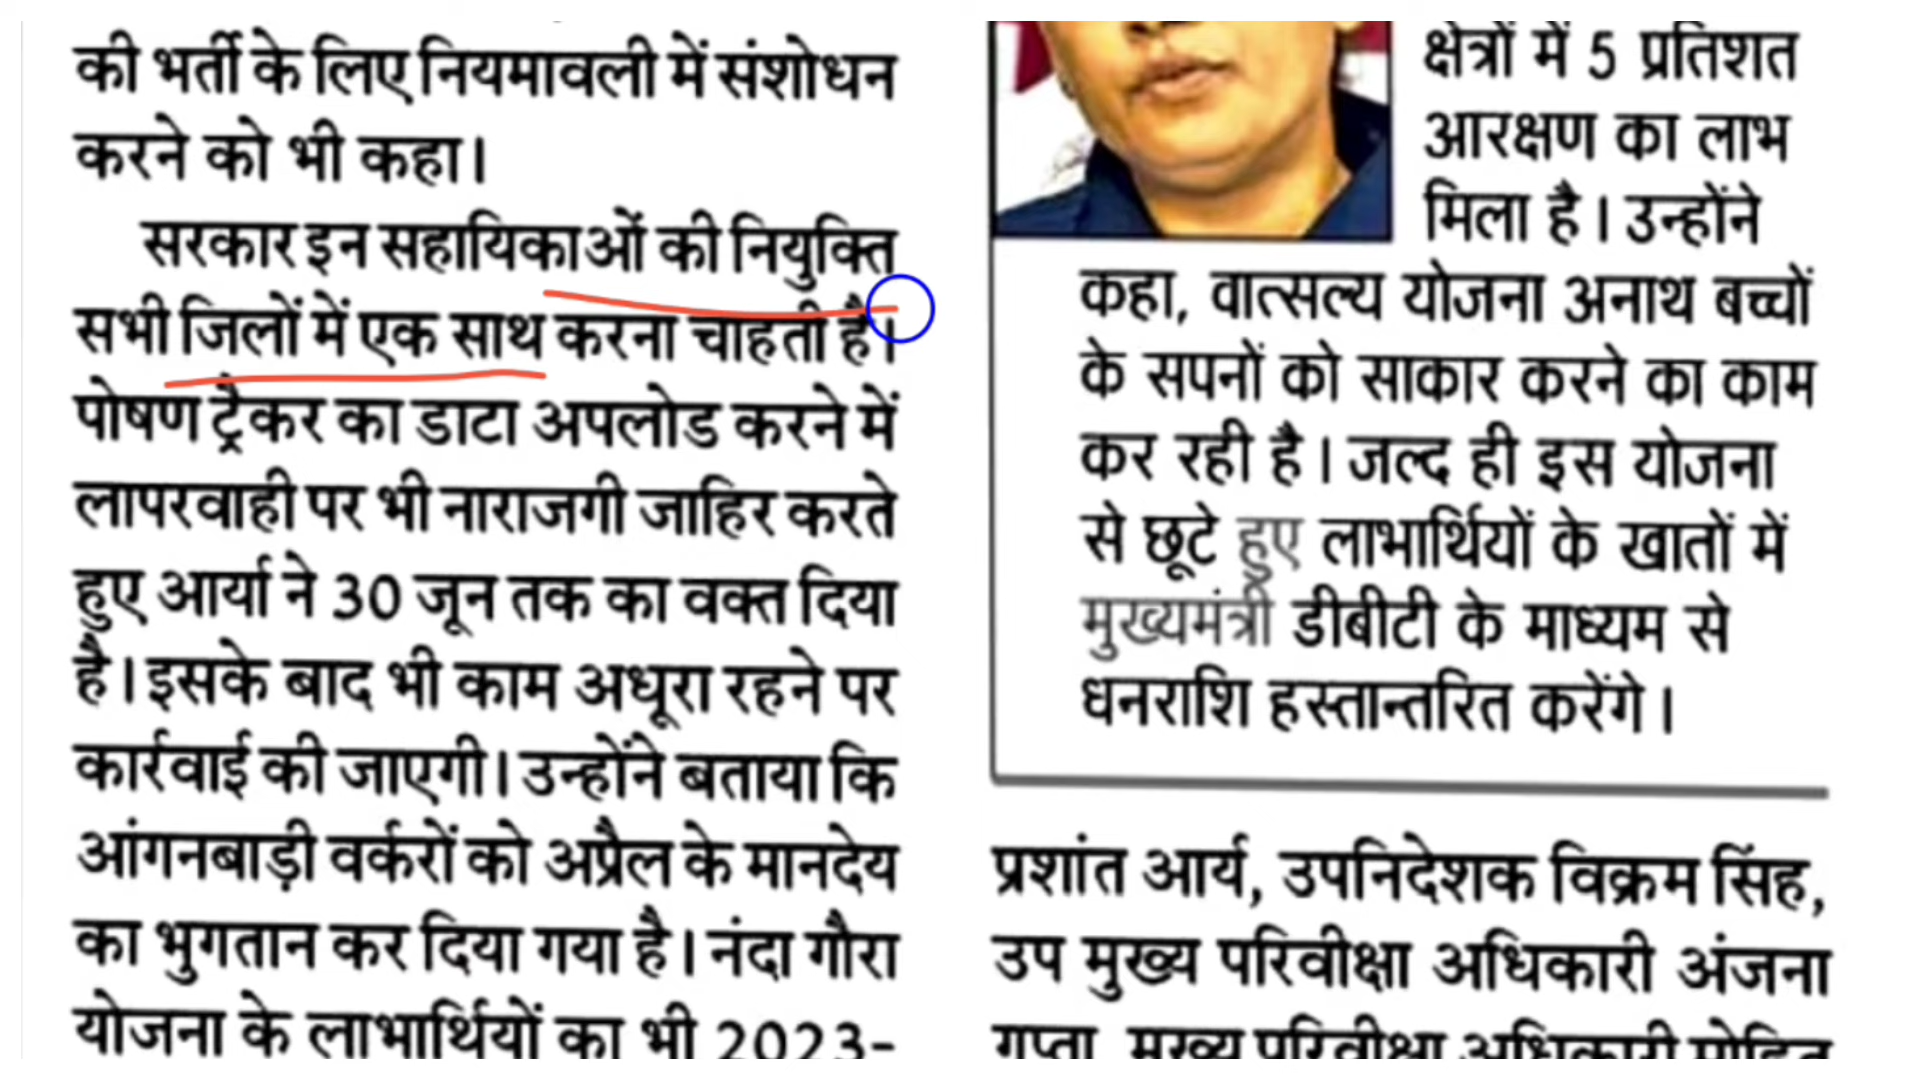 की भर्ती के लिए नियमावली में संशोधन
करने को भी कहा।
सरकार इन सहायिकाओं की नियुक्ति
सभी जिलों में एक साथ करना चाहती है।
पोषण ट्रैकर का डाटा अपलोड करने में
लापरवाही पर भी नाराजगी जाहिर करते
हुए आर्या ने 30 जून तक का वक्त दिया
है। इसके बाद भी काम अधूरा रहने पर
कार्रवाई की जाएगी। उन्होंने बताया कि
आंगनबाड़ी वर्करों को अप्रैल के मानदेय
का भुगतान कर दिया गया है। नंदा गौरा
योजना के लाभार्थियों का भी 2023-
क्षेत्रों में 5 प्रतिशत
आरक्षण का लाभ
मिला है। उन्होंने
कहा, वात्सल्य योजना अनाथ बच्चों
के सपनों को साकार करने का काम
कर रही है। जल्द ही इस योजना
से छूटे हुए लाभार्थियों के खातों में
मुख्यमंत्री डीबीटी के माध्यम से
धनराशि हस्तान्तरित करेंगे।
प्रशांत आर्य, उपनिदेशक विक्रम सिंह,
उप मुख्य परिवीक्षा अधिकारी अंजना
गुप्ता, मुख्य परिवीक्षा अधिकारी मोहित